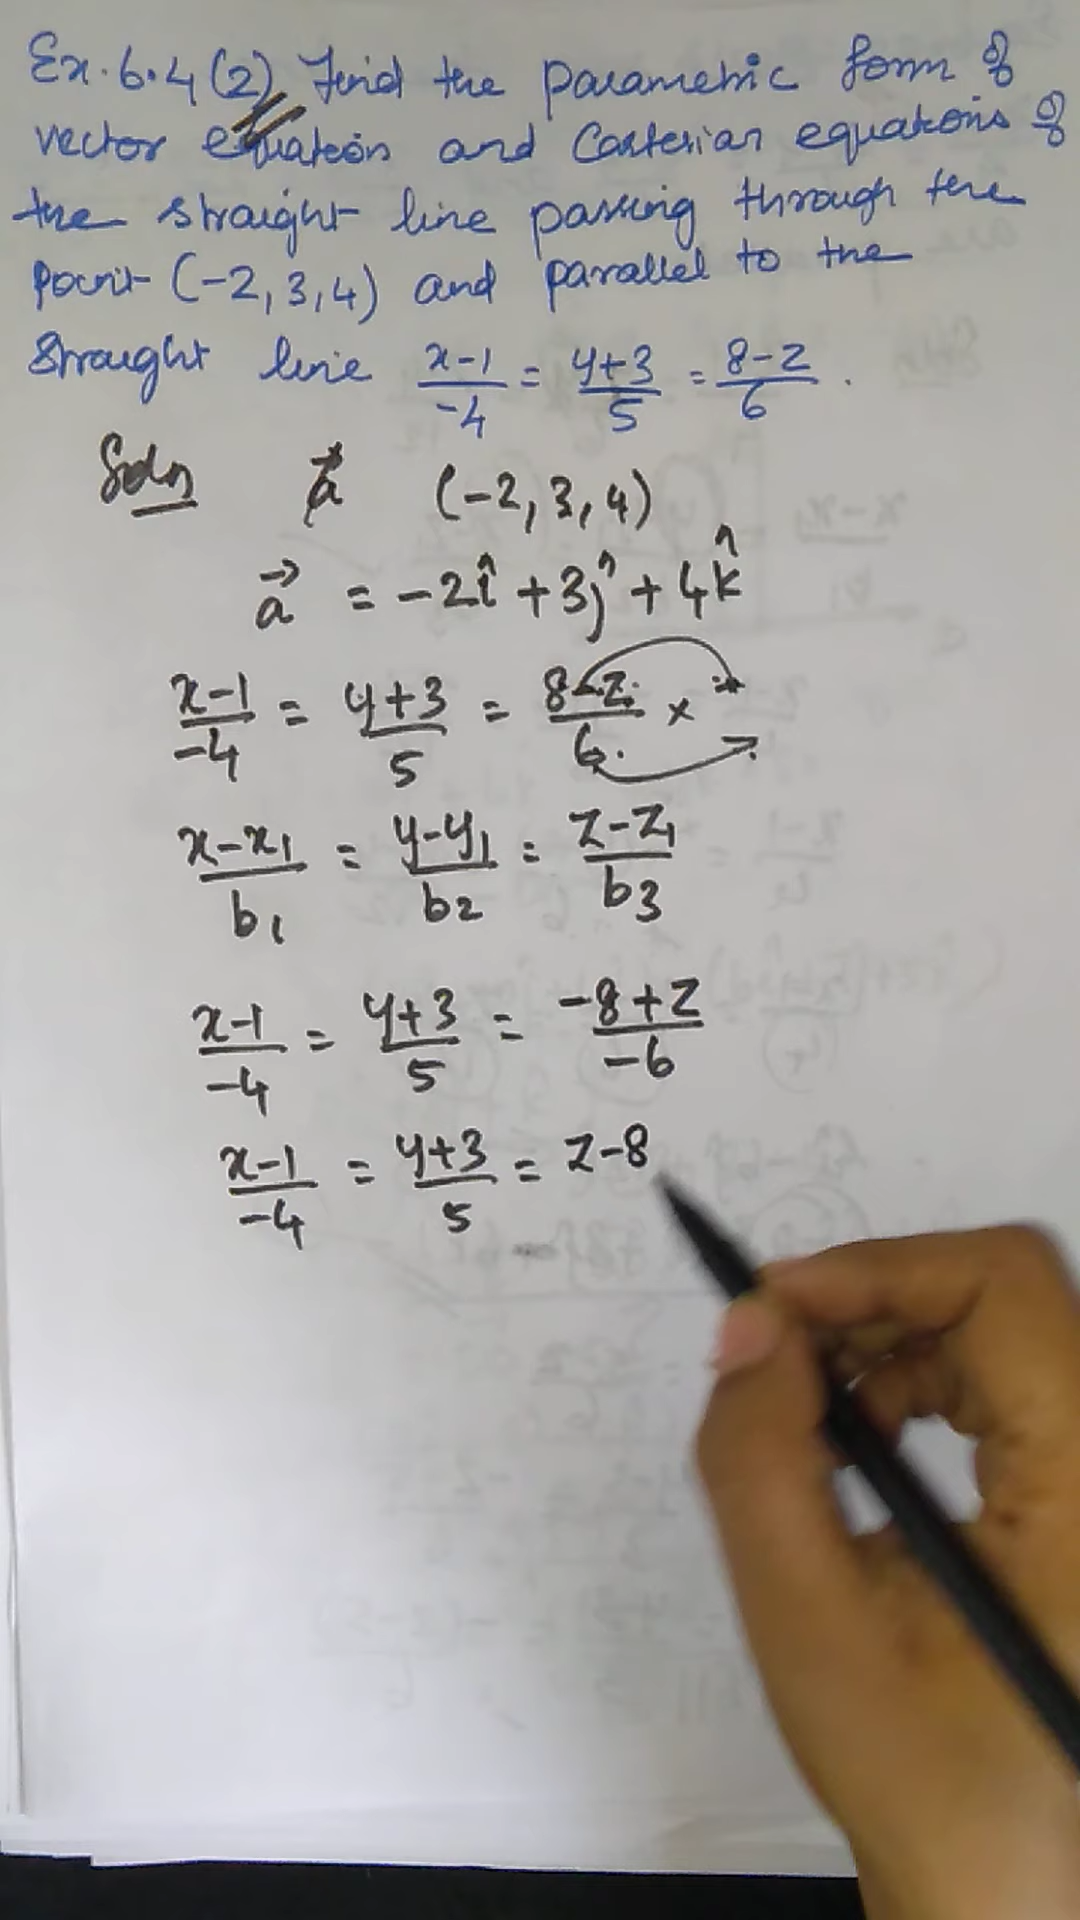 Ex. 6.4 (2) Find the parametric form of
vector equation and Cartesian equations of
the straight line passing through the
point (-2, 3, 4) and parallel to the
straight line x-1/-4 = y+3/5 = 8-z/6 .
Soln a⃗ (-2, 3, 4)
a⃗ = -2î + 3ĵ + 4k̂
x-1/-4 = y+3/5 = 8-z/6 ×
x-x₁/b₁ = y-y₁/b₂ = z-z₁/b₃
x-1/-4 = y+3/5 = -8+z/-6
x-1/-4 = y+3/5 = z-8